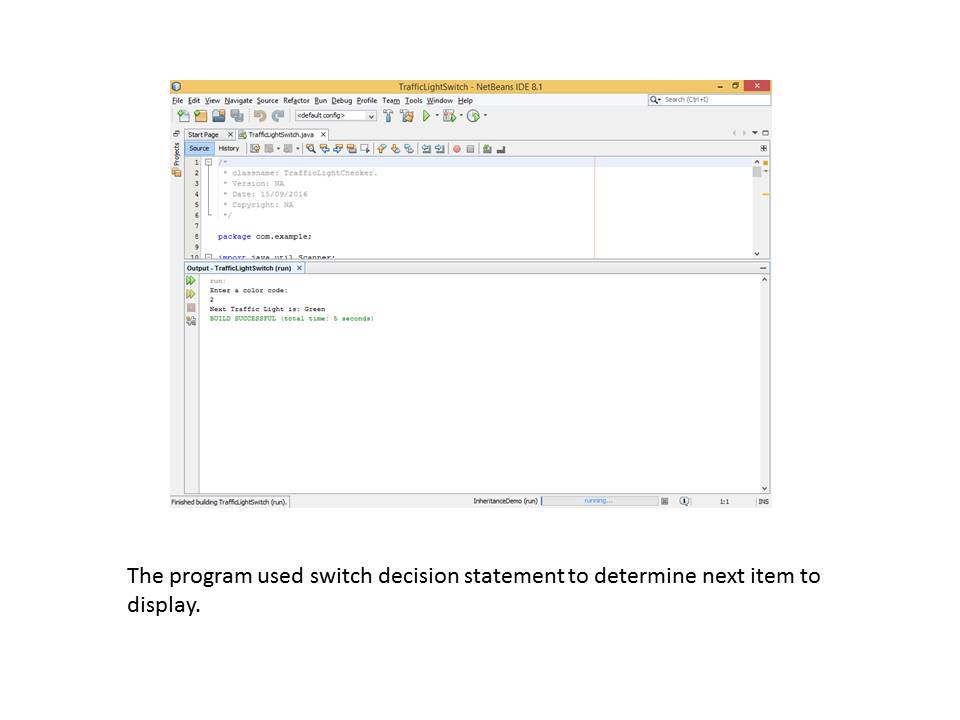 TrafficLightSwitch - NetBeans IDE 8.1
File Edit View Navigate Source Refactor Run Debug Profile Team Tools Window Help
Search (Ctrl+I)
<default config>
Start Page TrafficLightSwitch.java
Projects
Source History
1 /*
2 * classname: TrafficLightChecker.
3 * Version: NA
4 * Date: 15/09/2016
5 * Copyright: NA
6 */
7
8 package com.example;
9
10 import java.util.Scanner;
Output - TrafficLightSwitch (run)
run:
Enter a color code:
2
Next Traffic Light is: Green
BUILD SUCCESSFUL (total time: 5 seconds)
Finished building TrafficLightSwitch (run). InheritanceDemo (run) running... 1:1 INS
The program used switch decision statement to determine next item to
display.